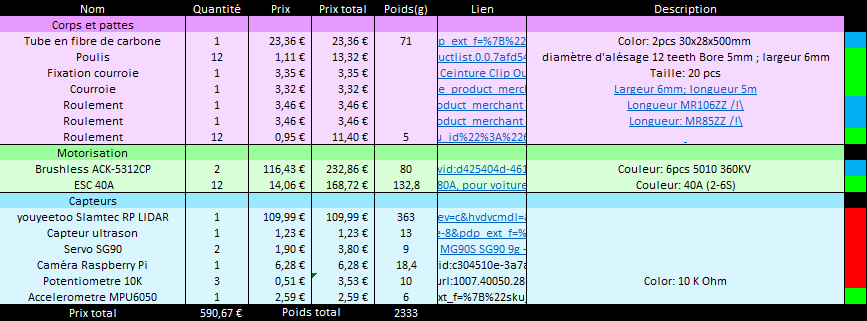 Nom Quantité Prix Prix total Poids(g) Lien Description
Corps et pattes
Tube en fibre de carbone 1 23,36 € 23,36 € 71 p_ext_f=%7B%22 Color: 2pcs 30x28x500mm
Poulis 12 1,11 € 13,32 € uctlist.0.0.7afd54 diamètre d'alésage 12 teeth Bore 5mm ; largeur 6mm
Fixation courroie 1 3,35 € 3,35 € Ceinture Clip Ou Taille: 20 pcs
Courroie 1 3,32 € 3,32 € e_product_merc Largeur 6mm; longueur 5m
Roulement 1 3,46 € 3,46 € oduct_merchant Longueur MR106ZZ /!\
Roulement 1 3,46 € 3,46 € product_merchant Longueur: MR85ZZ /!\
Roulement 12 0,95 € 11,40 € 5 u_id%22%3A%226
Motorisation
Brushless ACK-5312CP 2 116,43 € 232,86 € 80 vid:d425404d-461 Couleur: 6pcs 5010 360KV
ESC 40A 12 14,06 € 168,72 € 132,8 80A, pour voiture Couleur: 40A (2-6S)
Capteurs
youyeetoo Slamtec RP LIDAR 1 109,99 € 109,99 € 363 ev=c&hvdvcmdl=
Capteur ultrason 1 1,23 € 1,23 € 13 e-8&pdp_ext_f=%
Servo SG90 2 1,90 € 3,80 € 9 MG90S SG90 9g -
Caméra Raspberry Pi 1 6,28 € 6,28 € 18,4 vid:c304510e-3a7a
Potentiometre 10K 3 0,51 € 3,53 € 10 url:1007.40050.28 Color: 10 K Ohm
Accelerometre MPU6050 1 2,59 € 2,59 € 6 ext_f=%7B%22sku
Prix total 590,67 € Poids total 2333